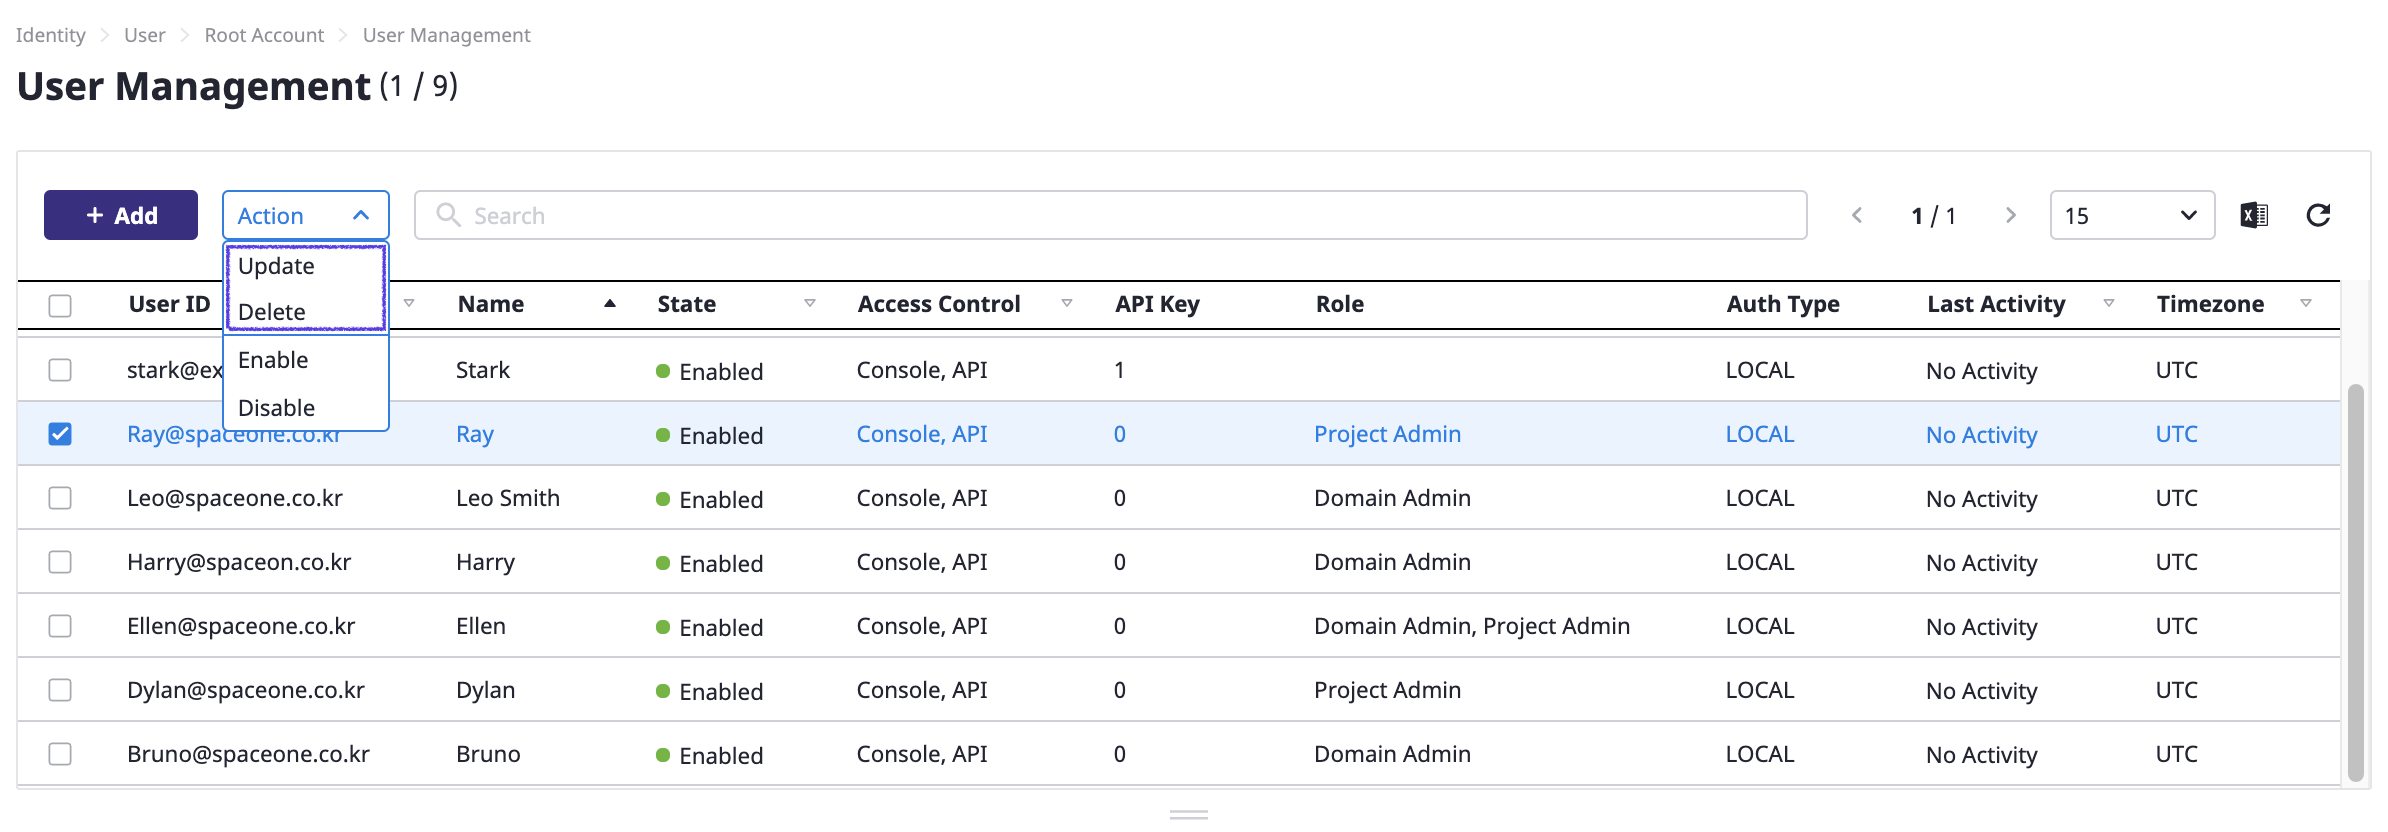 Identity > User > Root Account > User Management
User Management (1 / 9)
+ Add Action Search 1 / 1 15
Update
Delete
Enable
Disable
User ID Name State Access Control API Key Role Auth Type Last Activity Timezone
stark@ex Stark Enabled Console, API 1 LOCAL No Activity UTC
Ray@spaceone.co.kr Ray Enabled Console, API 0 Project Admin LOCAL No Activity UTC
Leo@spaceone.co.kr Leo Smith Enabled Console, API 0 Domain Admin LOCAL No Activity UTC
Harry@spaceon.co.kr Harry Enabled Console, API 0 Domain Admin LOCAL No Activity UTC
Ellen@spaceone.co.kr Ellen Enabled Console, API 0 Domain Admin, Project Admin LOCAL No Activity UTC
Dylan@spaceone.co.kr Dylan Enabled Console, API 0 Project Admin LOCAL No Activity UTC
Bruno@spaceone.co.kr Bruno Enabled Console, API 0 Domain Admin LOCAL No Activity UTC